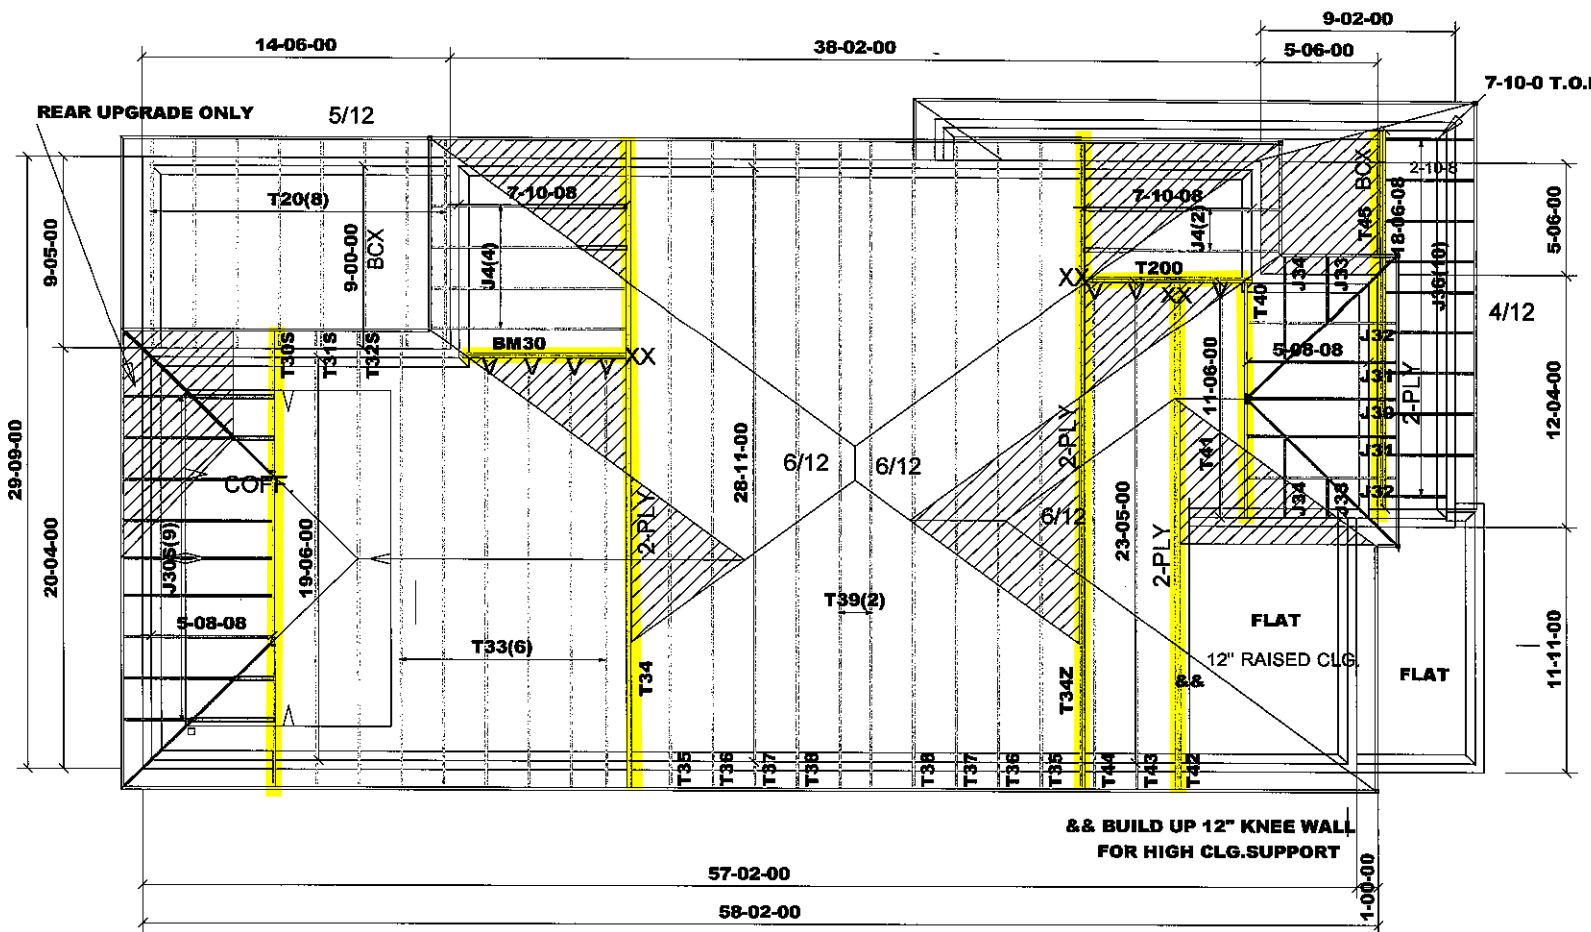 9-02-00
14-06-00
38-02-00
5-06-00
7-10-0 T.O.
REAR UPGRADE ONLY
5/12
BCX
2-10-8
T20(8)
7-10-08
7-10-08
18-06-08
9-05-00
9-00-00
BCX
J4(4)
J4(2)
T45
5-06-00
XX
T200
J34
J33
J36(10)
XX
T40
4/12
T30S
T31S
T32S
BM30
XX
J32
5-08-08
J31
11-06-00
2-PLY
J30
12-04-00
29-09-00
28-11-00
6/12
6/12
2-PLY
T41
J31
COFF.
J34
J35
J32
2-PLY
6/12
23-05-00
2-PLY
20-04-00
J30S(9)
19-06-00
T39(2)
5-08-08
FLAT
T33(6)
12" RAISED CLG.
T34
T34Z
&&
FLAT
11-11-00
T35
T36
T37
T38
T38
T37
T36
T35
T44
T43
T42
&& BUILD UP 12" KNEE WALL
FOR HIGH CLG.SUPPORT
57-02-00
1-00-00
58-02-00